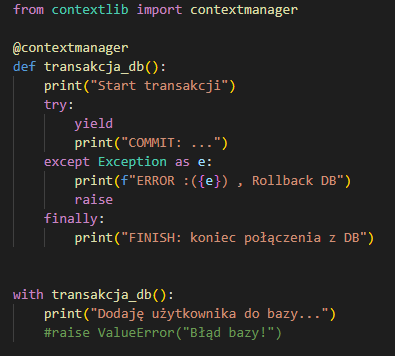 from contextlib import contextmanager

@contextmanager
def transakcja_db():
    print("Start transakcji")
    try:
        yield
        print("COMMIT: ...")
    except Exception as e:
        print(f"ERROR :({e}) , Rollback DB")
        raise
    finally:
        print("FINISH: koniec połączenia z DB")


with transakcja_db():
    print("Dodaję użytkownika do bazy...")
    #raise ValueError("Błąd bazy!")